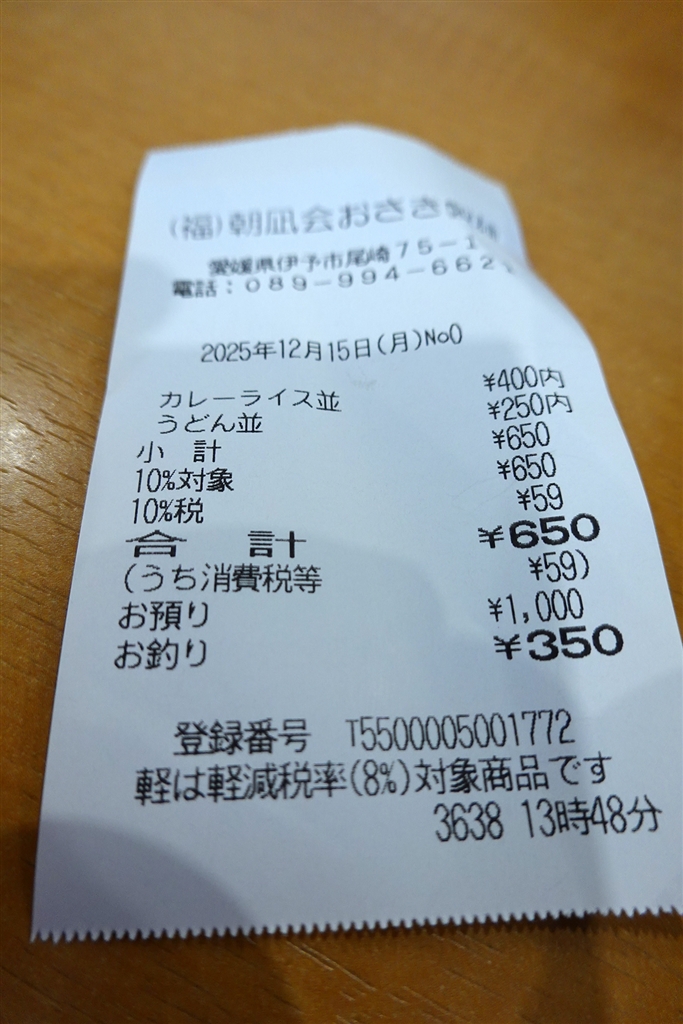 (福)朝凪会おさき
愛媛県伊予市尾崎75-1
電話:089-994-662
2025年12月15日(月)No0
カレーライス並 ¥400内
うどん並 ¥250内
小 計 ¥650
10%対象 ¥650
10%税 ¥59
合 計 ¥650
(うち消費税等 ¥59)
お預り ¥1,000
お釣り ¥350
登録番号 T5500005001772
軽は軽減税率(8%)対象商品です
3638 13時48分